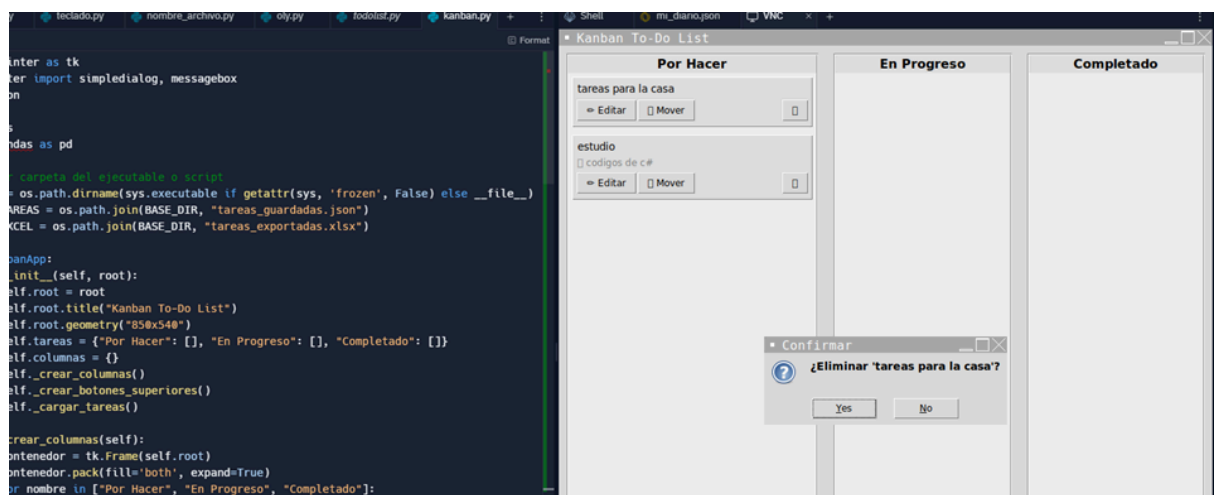 y teclado.py nombre_archivo.py oly.py todolist.py kanban.py + Shell mi_diario.json VNC × +
Format
inter as tk
ter import simpledialog, messagebox
on
s
ndas as pd
r carpeta del ejecutable o script
= os.path.dirname(sys.executable if getattr(sys, 'frozen', False) else __file__)
AREAS = os.path.join(BASE_DIR, "tareas_guardadas.json")
XCEL = os.path.join(BASE_DIR, "tareas_exportadas.xlsx")
banApp:
_init__(self, root):
elf.root = root
elf.root.title("Kanban To-Do List")
elf.root.geometry("850x540")
elf.tareas = {"Por Hacer": [], "En Progreso": [], "Completado": []}
elf.columnas = {}
elf._crear_columnas()
elf._crear_botones_superiores()
elf._cargar_tareas()
crear_columnas(self):
ontenedor = tk.Frame(self.root)
ontenedor.pack(fill='both', expand=True)
or nombre in ["Por Hacer", "En Progreso", "Completado"]:
Kanban To-Do List
Por Hacer
tareas para la casa
Editar Mover
estudio
codigos de c#
Editar Mover
En Progreso
Completado
Confirmar
¿Eliminar 'tareas para la casa'?
Yes No